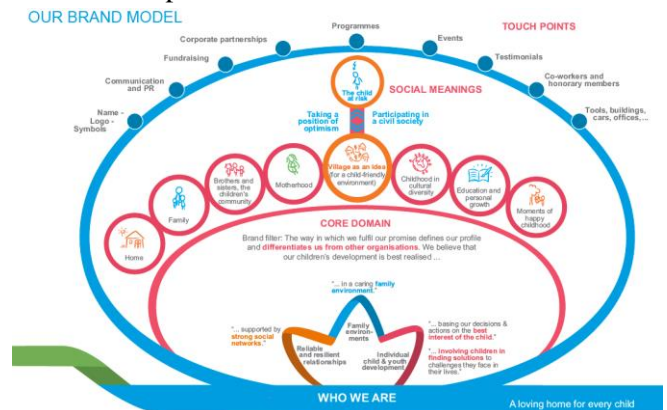 OUR BRAND MODEL
TOUCH POINTS
Programmes
Corporate partnerships
Events
Fundraising
Testimonials
Communication
and PR
Co-workers and
honorary members
Name -
Logo -
Symbols
Tools, buildings,
cars, offices,...
The child
at risk
SOCIAL MEANINGS
Taking a
position of
optimism
Participating in
a civil society
Home
Family
Brothers and
sisters, the
children's
community
Motherhood
Village as an idea
(for a child-friendly
environment)
Childhood in
cultural
diversity
Education and
personal
growth
Moments of
happy
childhood
CORE DOMAIN
Brand filter: The way in which we fulfil our promise defines our profile
and differentiates us from other organisations. We believe that
our children's development is best realised ...
"... in a caring family
environment."
"... supported by
strong social
networks."
Family
environ-
ments
Reliable
and resilient
relationships
Individual
child & youth
development
"... basing our decisions &
actions on the best
interest of the child."
"... involving children in
finding solutions to
challenges they face in
their lives."
WHO WE ARE
A loving home for every child